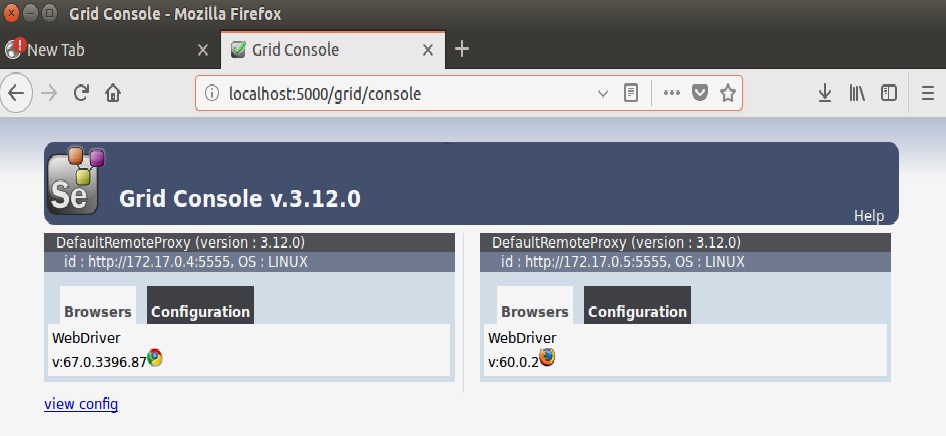 Grid Console - Mozilla Firefox
New Tab
Grid Console
localhost:5000/grid/console
Se
Grid Console v.3.12.0
Help
DefaultRemoteProxy (version : 3.12.0)
id : http://172.17.0.4:5555, OS : LINUX
Browsers
Configuration
WebDriver
v:67.0.3396.87
DefaultRemoteProxy (version : 3.12.0)
id : http://172.17.0.5:5555, OS : LINUX
Browsers
Configuration
WebDriver
v:60.0.2
view config